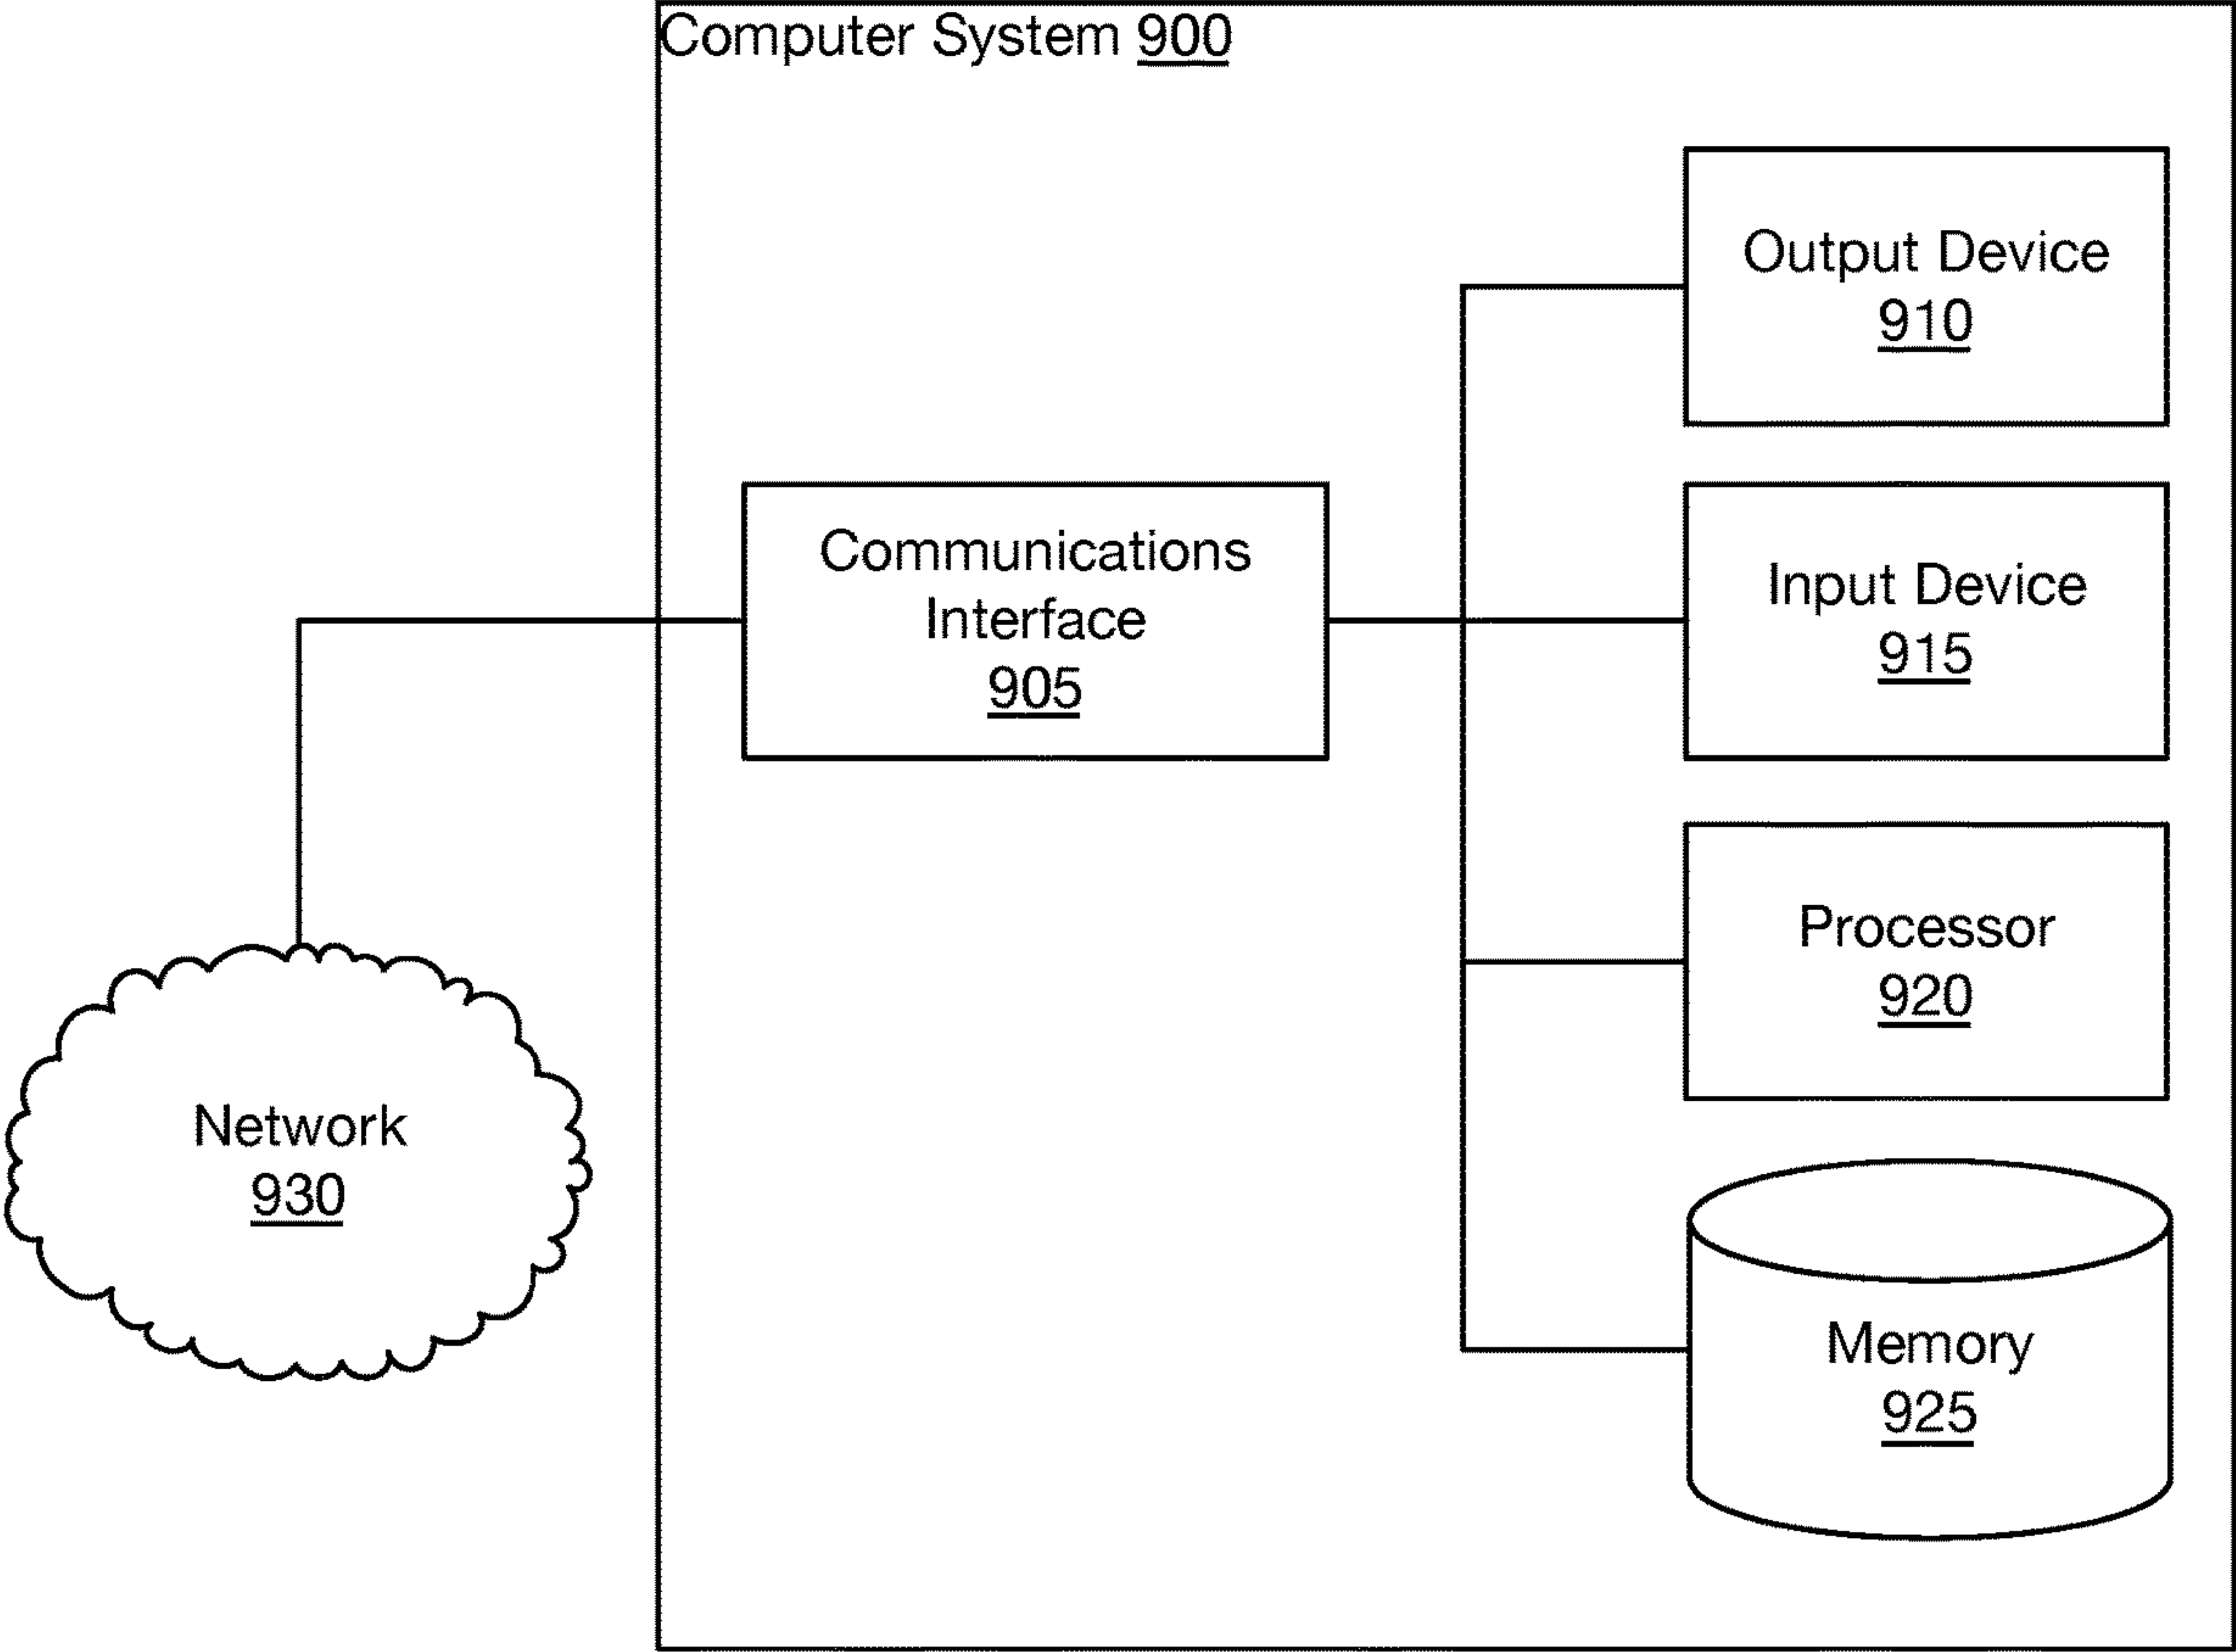 Computer System 900
Output Device
910
Communications
Interface
905
Input Device
915
Processor
920
Network
930
Memory
925